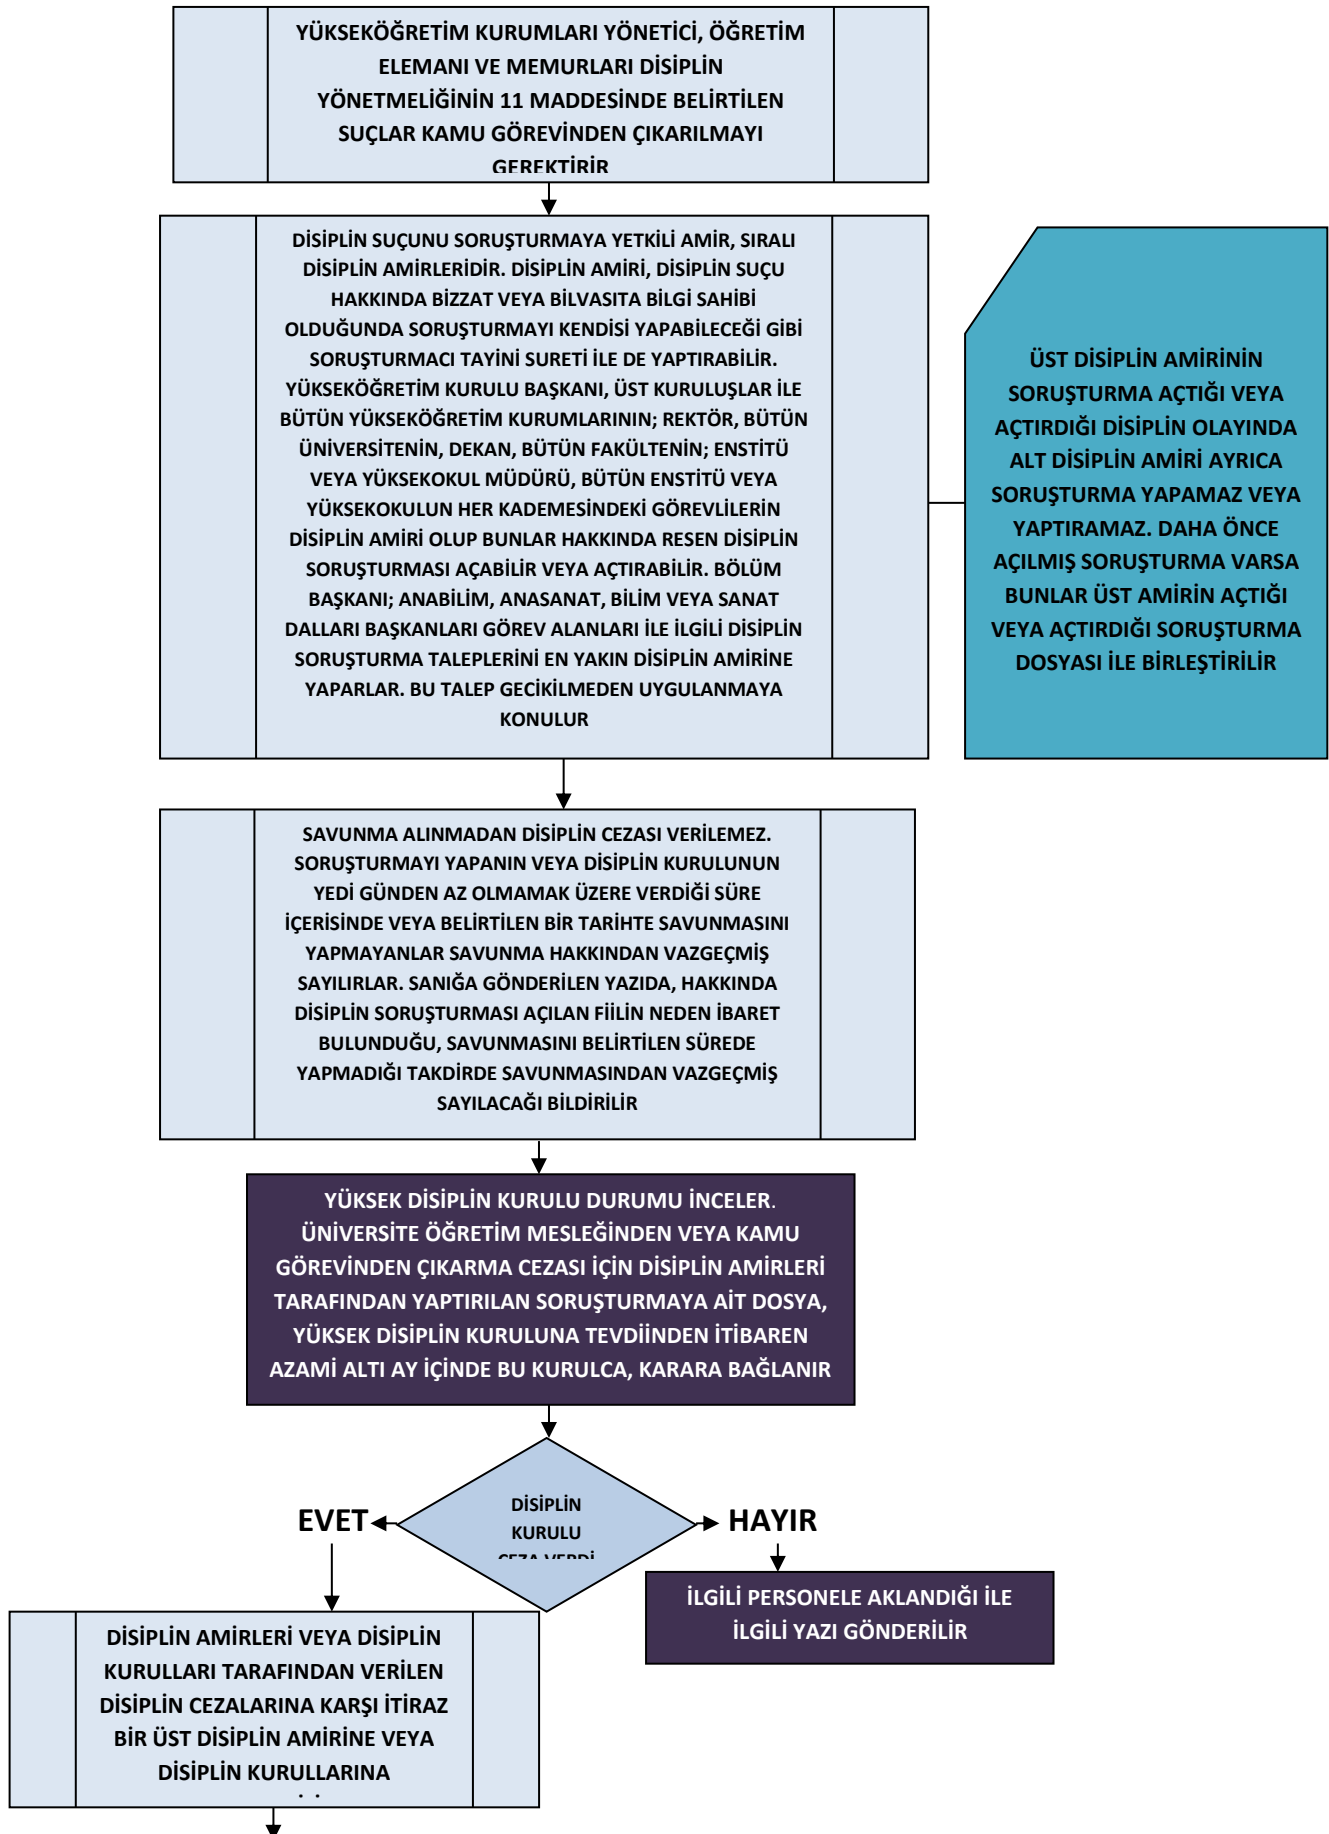 YÜKSEKÖĞRETİM KURUMLARI YÖNETİCİ, ÖĞRETİM
ELEMANI VE MEMURLARI DİSİPLİN
YÖNETMELİĞİNİN 11 MADDESİNDE BELİRTİLEN
SUÇLAR KAMU GÖREVİNDEN ÇIKARILMAYI
GEREKTİRİR
DİSİPLİN SUÇUNU SORUŞTURMAYA YETKİLİ AMİR, SIRALI
DİSİPLİN AMİRLERİDİR. DİSİPLİN AMİRİ, DİSİPLİN SUÇU
HAKKINDA BİZZAT VEYA BİLVASITA BİLGİ SAHİBİ
OLDUĞUNDA SORUŞTURMAYI KENDİSİ YAPABİLECEĞİ GİBİ
SORUŞTURMACI TAYİNİ SURETİ İLE DE YAPTIRABİLİR.
YÜKSEKÖĞRETİM KURULU BAŞKANI, ÜST KURULUŞLAR İLE
BÜTÜN YÜKSEKÖĞRETİM KURUMLARININ; REKTÖR, BÜTÜN
ÜNİVERSİTENİN, DEKAN, BÜTÜN FAKÜLTENİN; ENSTİTÜ
VEYA YÜKSEKOKUL MÜDÜRÜ, BÜTÜN ENSTİTÜ VEYA
YÜKSEKOKULUN HER KADEMESİNDEKİ GÖREVLİLERİN
DİSİPLİN AMİRİ OLUP BUNLAR HAKKINDA RESEN DİSİPLİN
SORUŞTURMASI AÇABİLİR VEYA AÇTIRABİLİR. BÖLÜM
BAŞKANI; ANABİLİM, ANASANAT, BİLİM VEYA SANAT
DALLARI BAŞKANLARI GÖREV ALANLARI İLE İLGİLİ DİSİPLİN
SORUŞTURMA TALEPLERİNİ EN YAKIN DİSİPLİN AMİRİNE
YAPARLAR. BU TALEP GECİKİLMEDEN UYGULANMAYA
KONULUR
ÜST DİSİPLİN AMİRİNİN
SORUŞTURMA AÇTIĞI VEYA
AÇTIRDIĞI DİSİPLİN OLAYINDA
ALT DİSİPLİN AMİRİ AYRICA
SORUŞTURMA YAPAMAZ VEYA
YAPTIRAMAZ. DAHA ÖNCE
AÇILMIŞ SORUŞTURMA VARSA
BUNLAR ÜST AMİRİN AÇTIĞI
VEYA AÇTIRDIĞI SORUŞTURMA
DOSYASI İLE BİRLEŞTİRİLİR
SAVUNMA ALINMADAN DİSİPLİN CEZASI VERİLEMEZ.
SORUŞTURMAYI YAPANIN VEYA DİSİPLİN KURULUNUN
YEDİ GÜNDEN AZ OLMAMAK ÜZERE VERDİĞİ SÜRE
İÇERİSİNDE VEYA BELİRTİLEN BİR TARİHTE SAVUNMASINI
YAPMAYANLAR SAVUNMA HAKKINDAN VAZGEÇMİŞ
SAYILIRLAR. SANIĞA GÖNDERİLEN YAZIDA, HAKKINDA
DİSİPLİN SORUŞTURMASI AÇILAN FİİLİN NEDEN İBARET
BULUNDUĞU, SAVUNMASINI BELİRTİLEN SÜREDE
YAPMADIĞI TAKDİRDE SAVUNMASINDAN VAZGEÇMİŞ
SAYILACAĞI BİLDİRİLİR
YÜKSEK DİSİPLİN KURULU DURUMU İNCELER.
ÜNİVERSİTE ÖĞRETİM MESLEĞİNDEN VEYA KAMU
GÖREVİNDEN ÇIKARMA CEZASI İÇİN DİSİPLİN AMİRLERİ
TARAFINDAN YAPTIRILAN SORUŞTURMAYA AİT DOSYA,
YÜKSEK DİSİPLİN KURULUNA TEVDİİNDEN İTİBAREN
AZAMİ ALTI AY İÇİNDE BU KURULCA, KARARA BAĞLANIR
DİSİPLİN
KURULU
CEZA VERDİ
EVET
HAYIR
İLGİLİ PERSONELE AKLANDIĞI İLE
İLGİLİ YAZI GÖNDERİLİR
DİSİPLİN AMİRLERİ VEYA DİSİPLİN
KURULLARI TARAFINDAN VERİLEN
DİSİPLİN CEZALARINA KARŞI İTİRAZ
BİR ÜST DİSİPLİN AMİRİNE VEYA
DİSİPLİN KURULLARINA